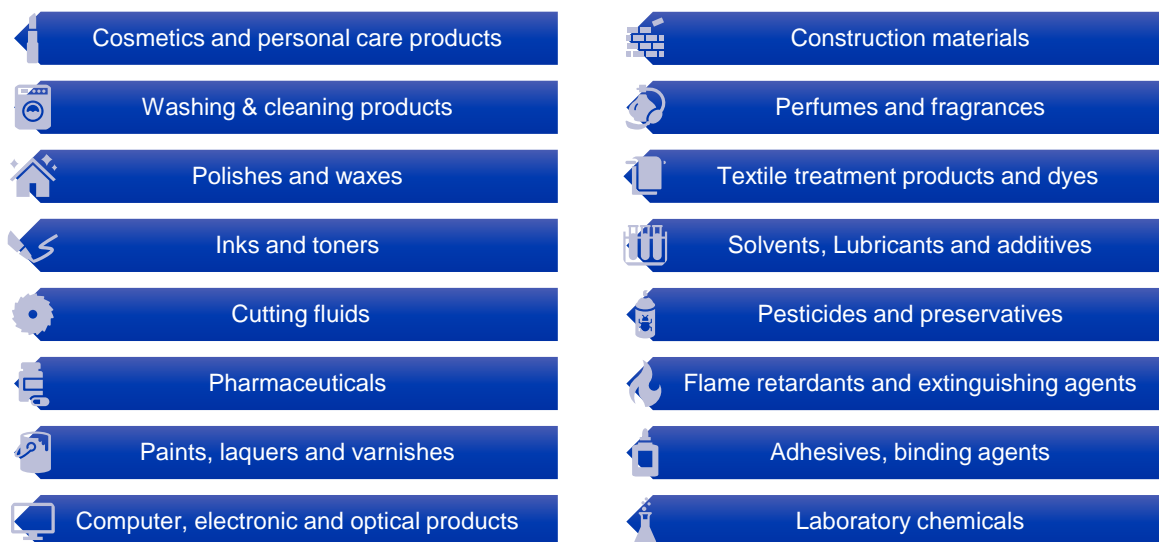 Cosmetics and personal care products
Washing & cleaning products
Polishes and waxes
Inks and toners
Cutting fluids
Pharmaceuticals
Paints, laquers and varnishes
Computer, electronic and optical products
Construction materials
Perfumes and fragrances
Textile treatment products and dyes
Solvents, Lubricants and additives
Pesticides and preservatives
Flame retardants and extinguishing agents
Adhesives, binding agents
Laboratory chemicals